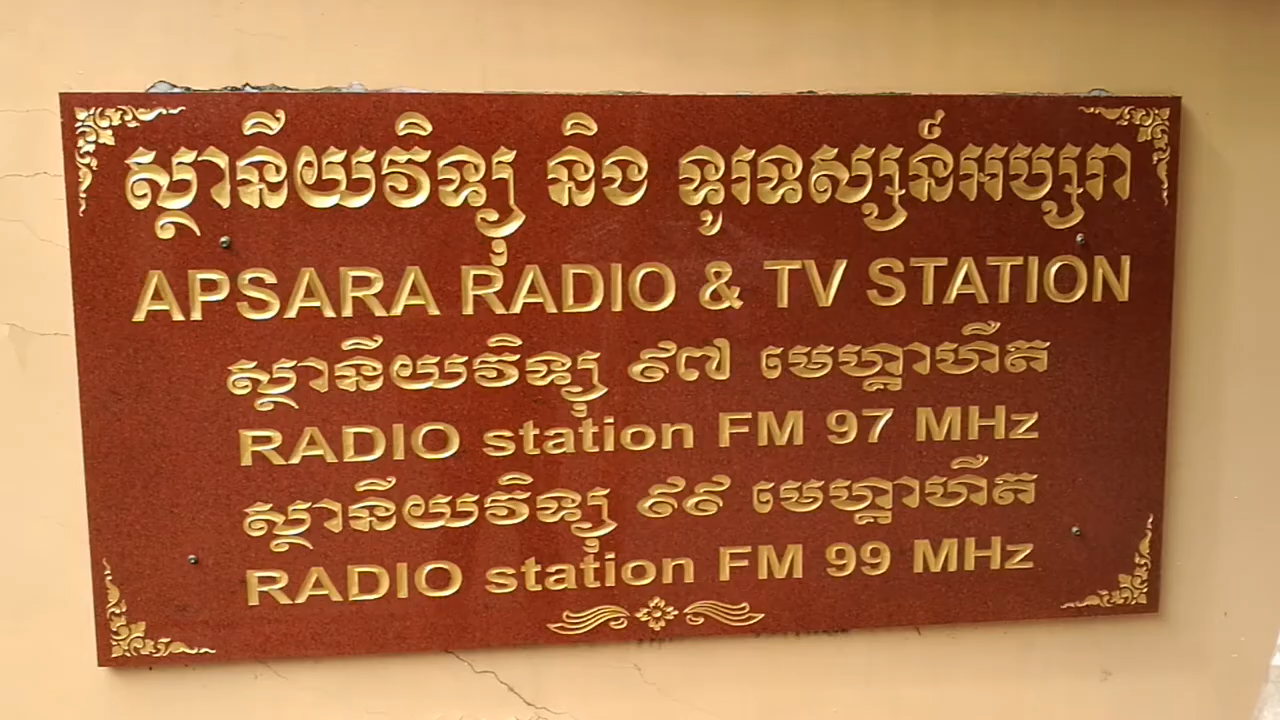 ស្ថានីយវិទ្យុ និង ទូរទស្សន៍អប្សរា
APSARA RADIO & TV STATION
ស្ថានីយវិទ្យុ ៩៧ មេហ្គាហឺត
RADIO station FM 97 MHz
ស្ថានីយវិទ្យុ ៩៩ មេហ្គាហឺត
RADIO station FM 99 MHz